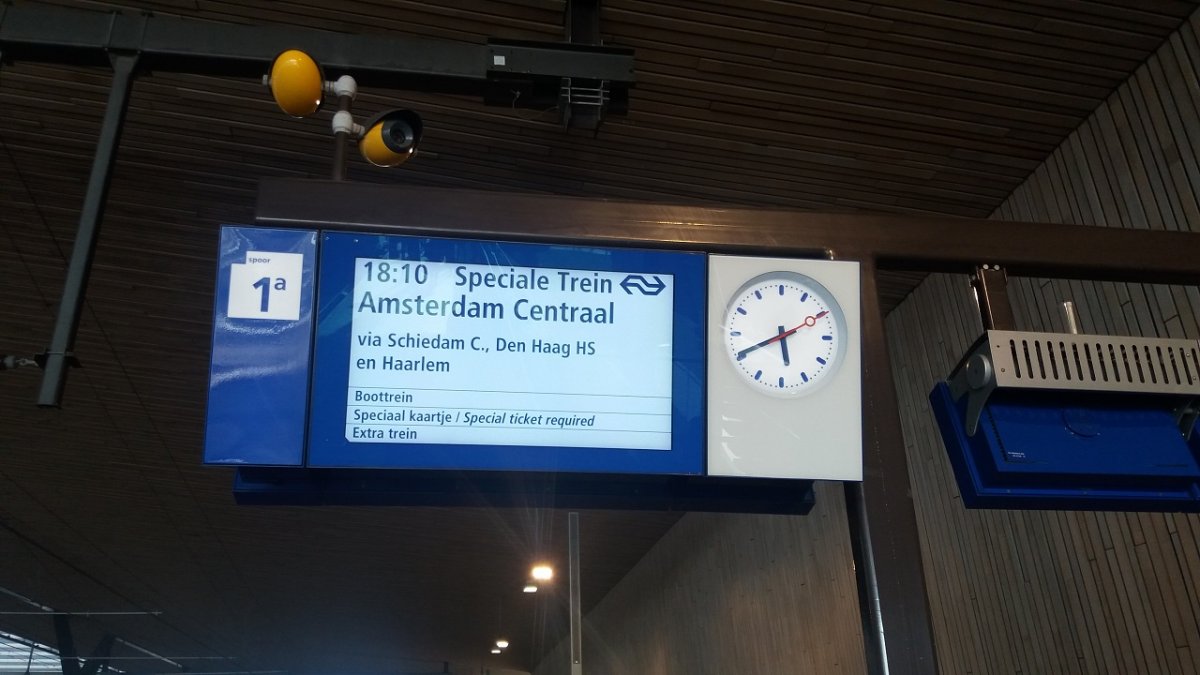 spoor
1a
18:10 Speciale Trein
Amsterdam Centraal
via Schiedam C., Den Haag HS
en Haarlem
Boottrein
Speciaal kaartje / Special ticket required
Extra trein